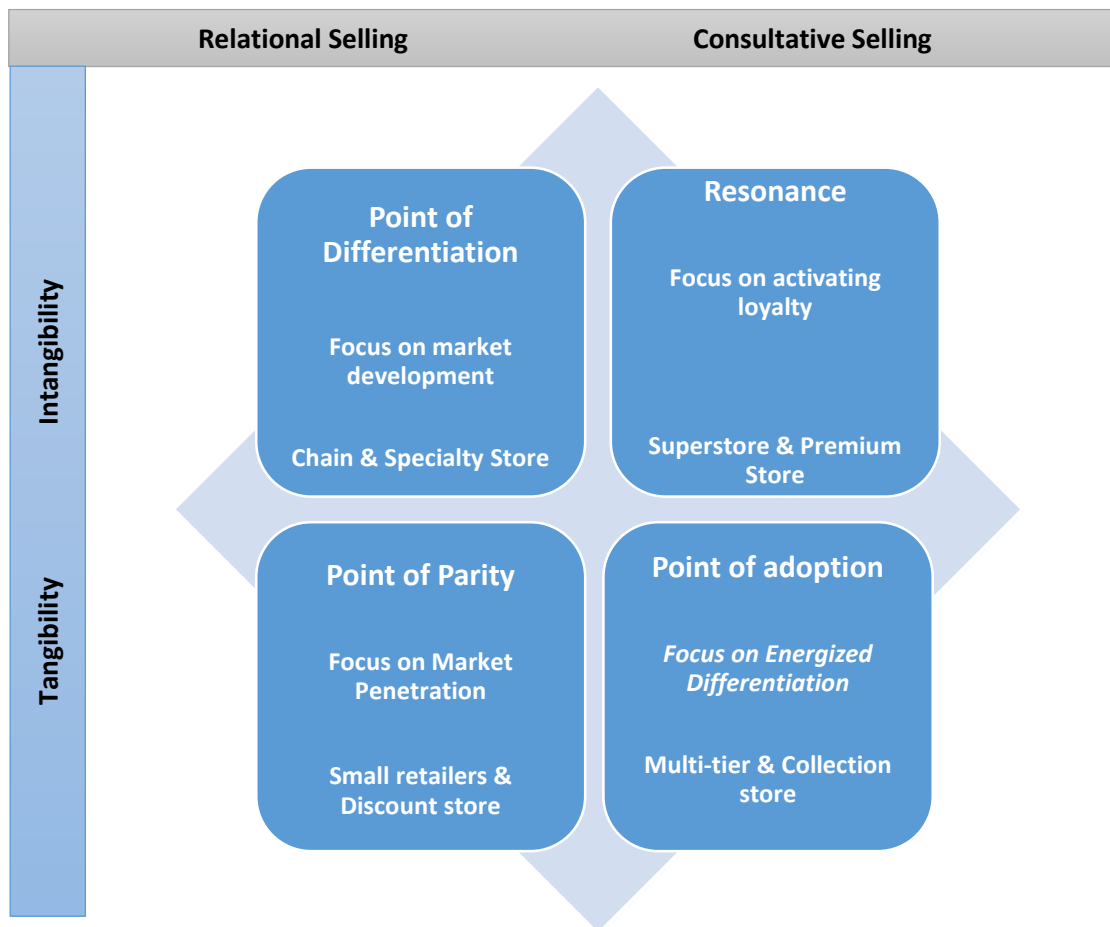 Relational Selling
Consultative Selling
Intangibility
Tangibility
Point of
Differentiation
Focus on market
development
Chain & Specialty Store
Resonance
Focus on activating
loyalty
Superstore & Premium
Store
Point of Parity
Focus on Market
Penetration
Small retailers &
Discount store
Point of adoption
Focus on Energized
Differentiation
Multi-tier & Collection
store